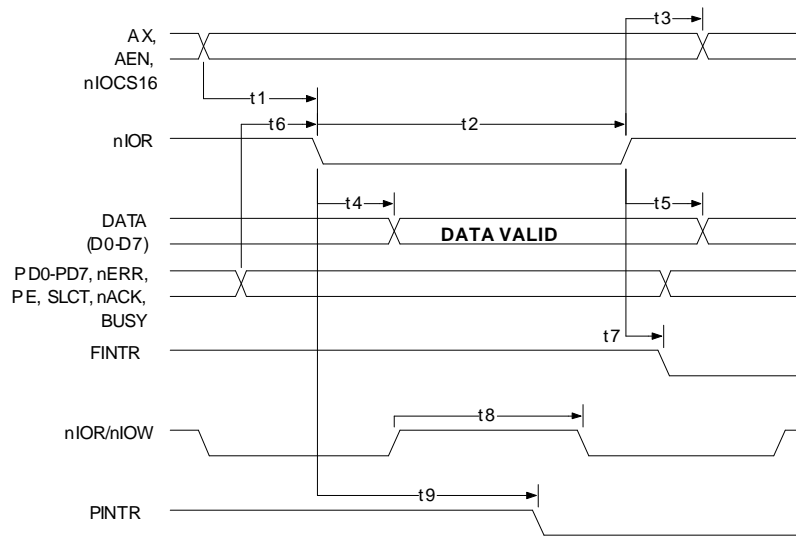 AX,
AEN,
nIOCS16
t3
t1
nIOR
t6
t2
DATA
(D0-D7)
t4
DATA VALID
t5
PD0-PD7, nERR,
PE, SLCT, nACK,
BUSY
FINTR
t7
nIOR/nIOW
t8
PINTR
t9